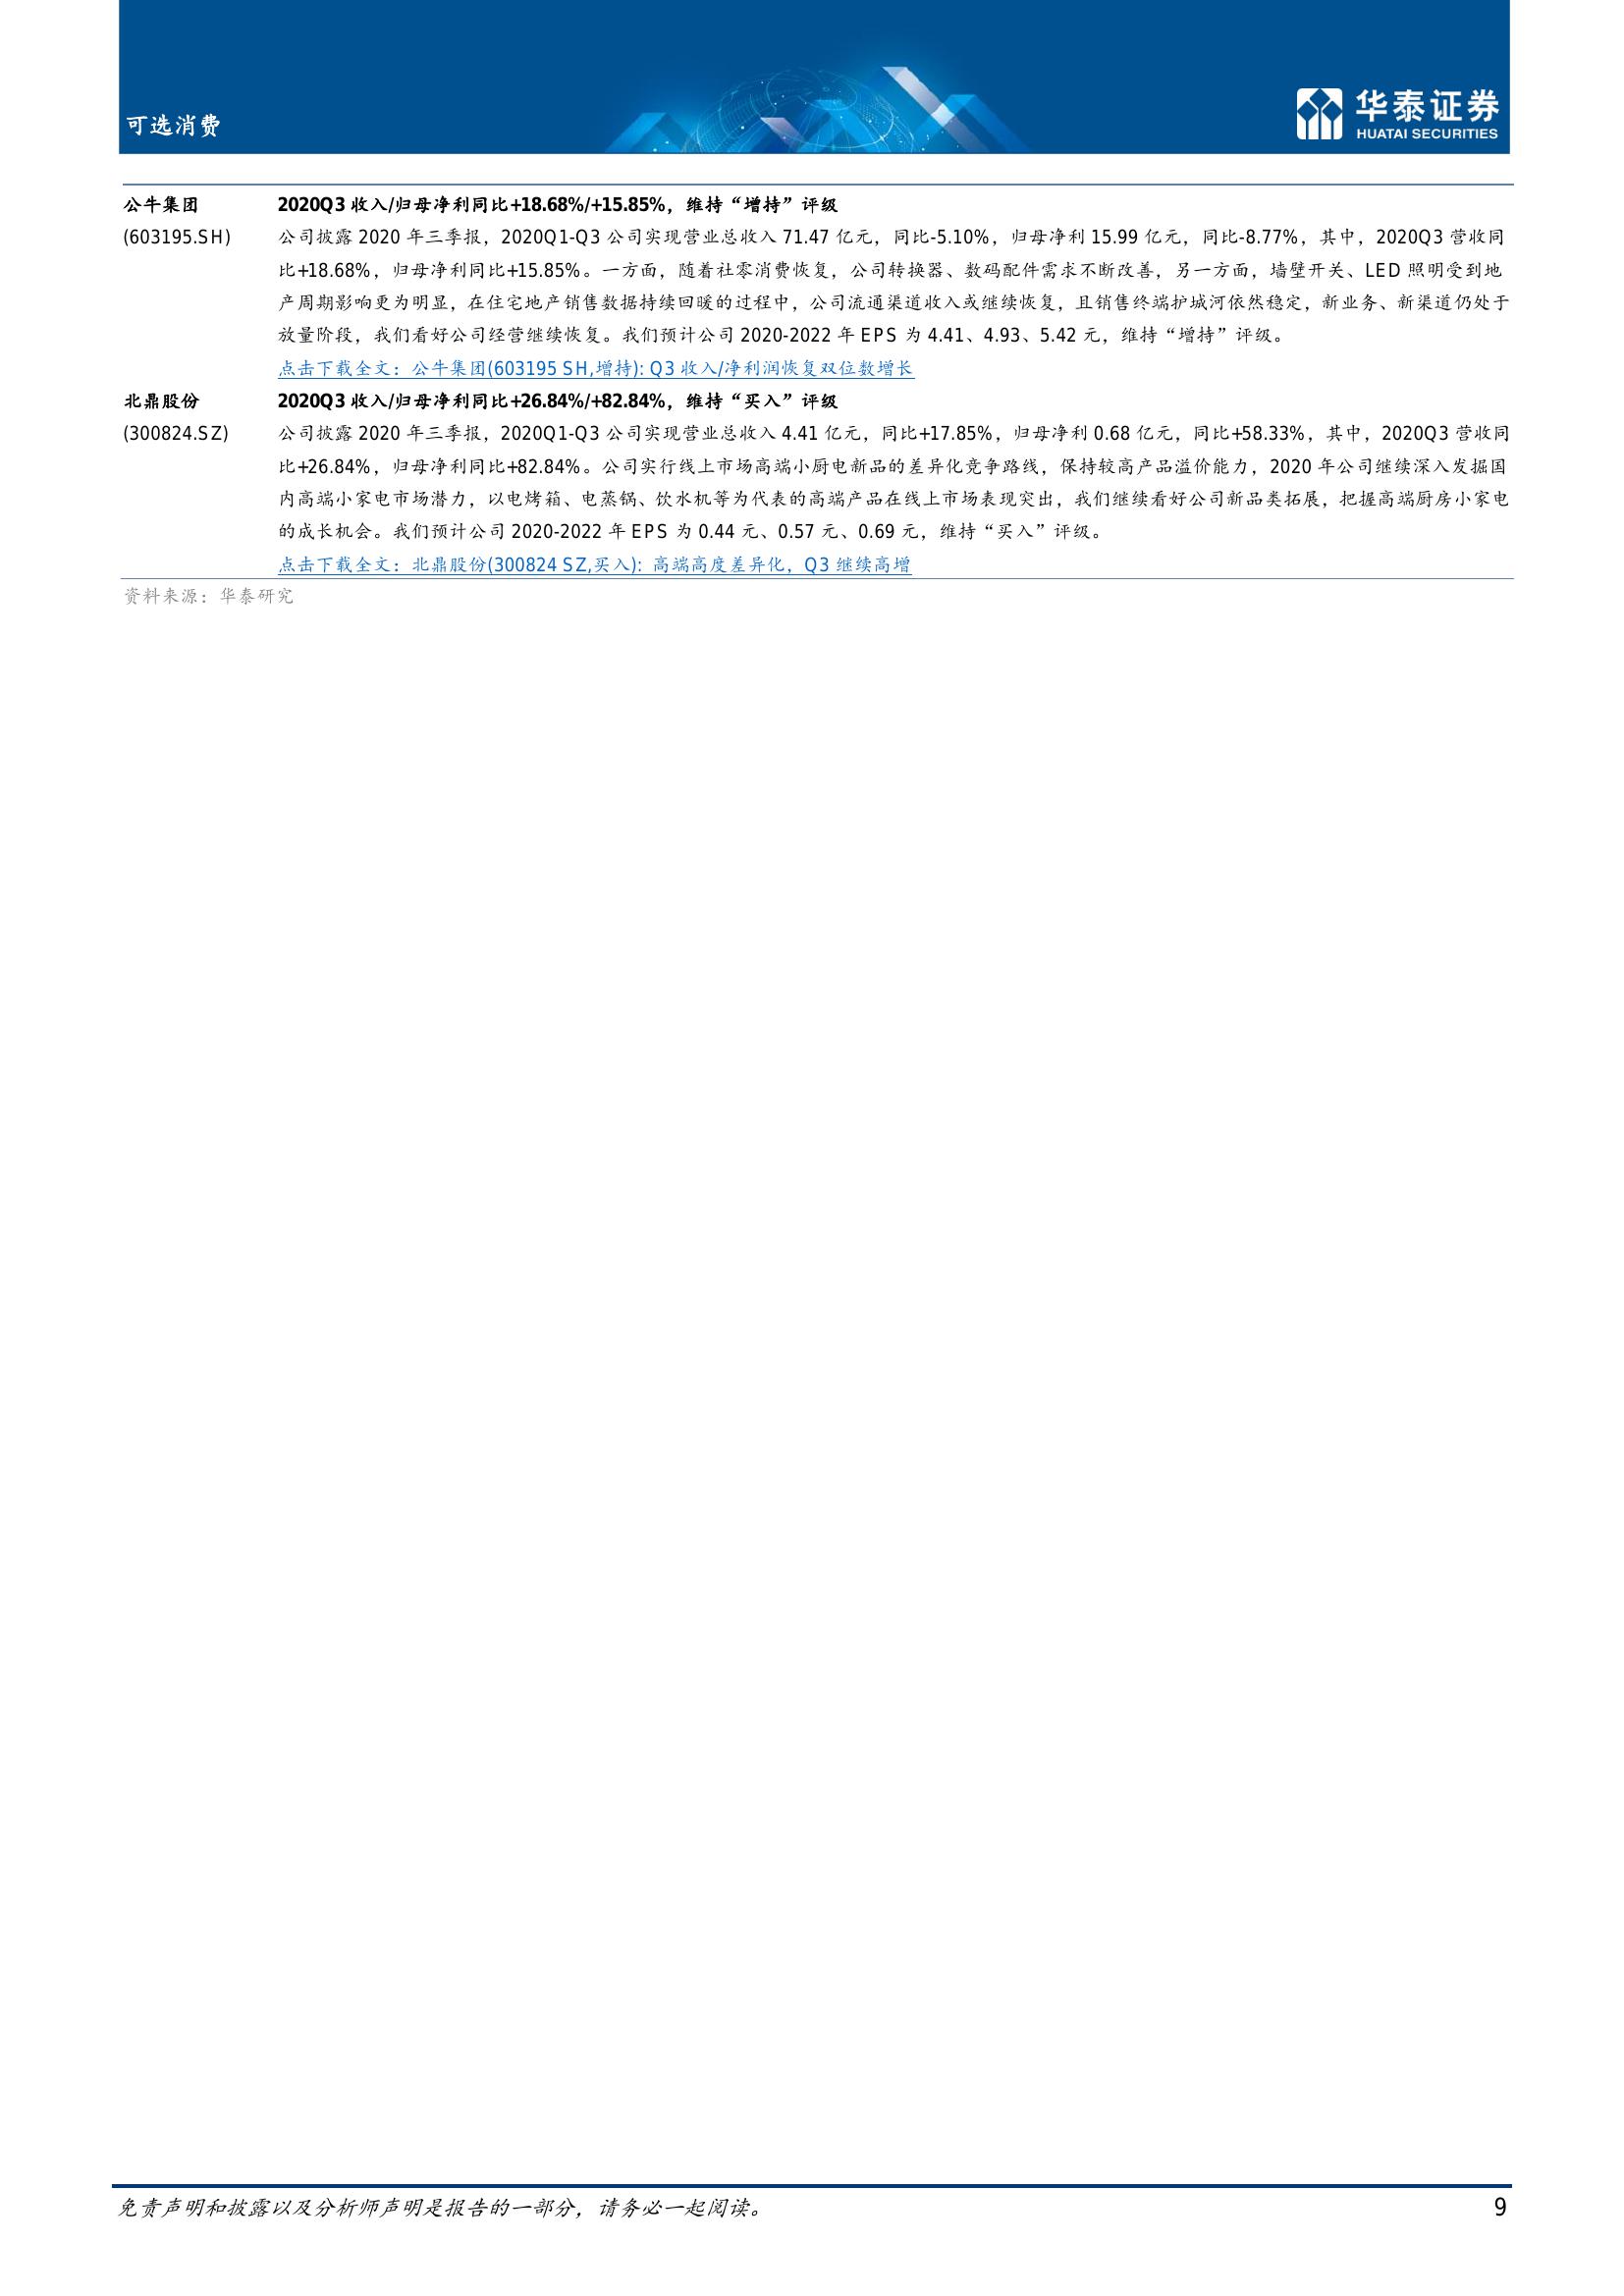 可选消费
华泰证券
HUATAI SECURITIES
公牛集团
(603195.SH)
2020Q3 收入/归母净利同比+18.68%/+15.85%，维持“增持”评级
公司披露 2020 年三季报，2020Q1-Q3 公司实现营业总收入 71.47 亿元，同比-5.10%，归母净利 15.99 亿元，同比-8.77%，其中，2020Q3 营收同
比+18.68%，归母净利同比+15.85%。一方面，随着社零消费恢复，公司转换器、数码配件需求不断改善，另一方面，墙壁开关、LED 照明受到地
产周期影响更为明显，在住宅地产销售数据持续回暖的过程中，公司流通渠道收入或继续恢复，且销售终端护城河依然稳定，新业务、新渠道仍处于
放量阶段，我们看好公司经营继续恢复。我们预计公司 2020-2022 年 EPS 为 4.41、4.93、5.42 元，维持“增持”评级。
点击下载全文：公牛集团(603195 SH,增持): Q3 收入/净利润恢复双位数增长
北鼎股份
(300824.SZ)
2020Q3 收入/归母净利同比+26.84%/+82.84%，维持“买入”评级
公司披露 2020 年三季报，2020Q1-Q3 公司实现营业总收入 4.41 亿元，同比+17.85%，归母净利 0.68 亿元，同比+58.33%，其中，2020Q3 营收同
比+26.84%，归母净利同比+82.84%。公司实行线上市场高端小厨电新品的差异化竞争路线，保持较高产品溢价能力，2020 年公司继续深入发掘国
内高端小家电市场潜力，以电烤箱、电蒸锅、饮水机等为代表的高端产品在线上市场表现突出，我们继续看好公司新品类拓展，把握高端厨房小家电
的成长机会。我们预计公司 2020-2022 年 EPS 为 0.44 元、0.57 元、0.69 元，维持“买入”评级。
点击下载全文：北鼎股份(300824 SZ,买入): 高端高度差异化，Q3 继续高增
资料来源：华泰研究
免责声明和披露以及分析师声明是报告的一部分，请务必一起阅读。
9